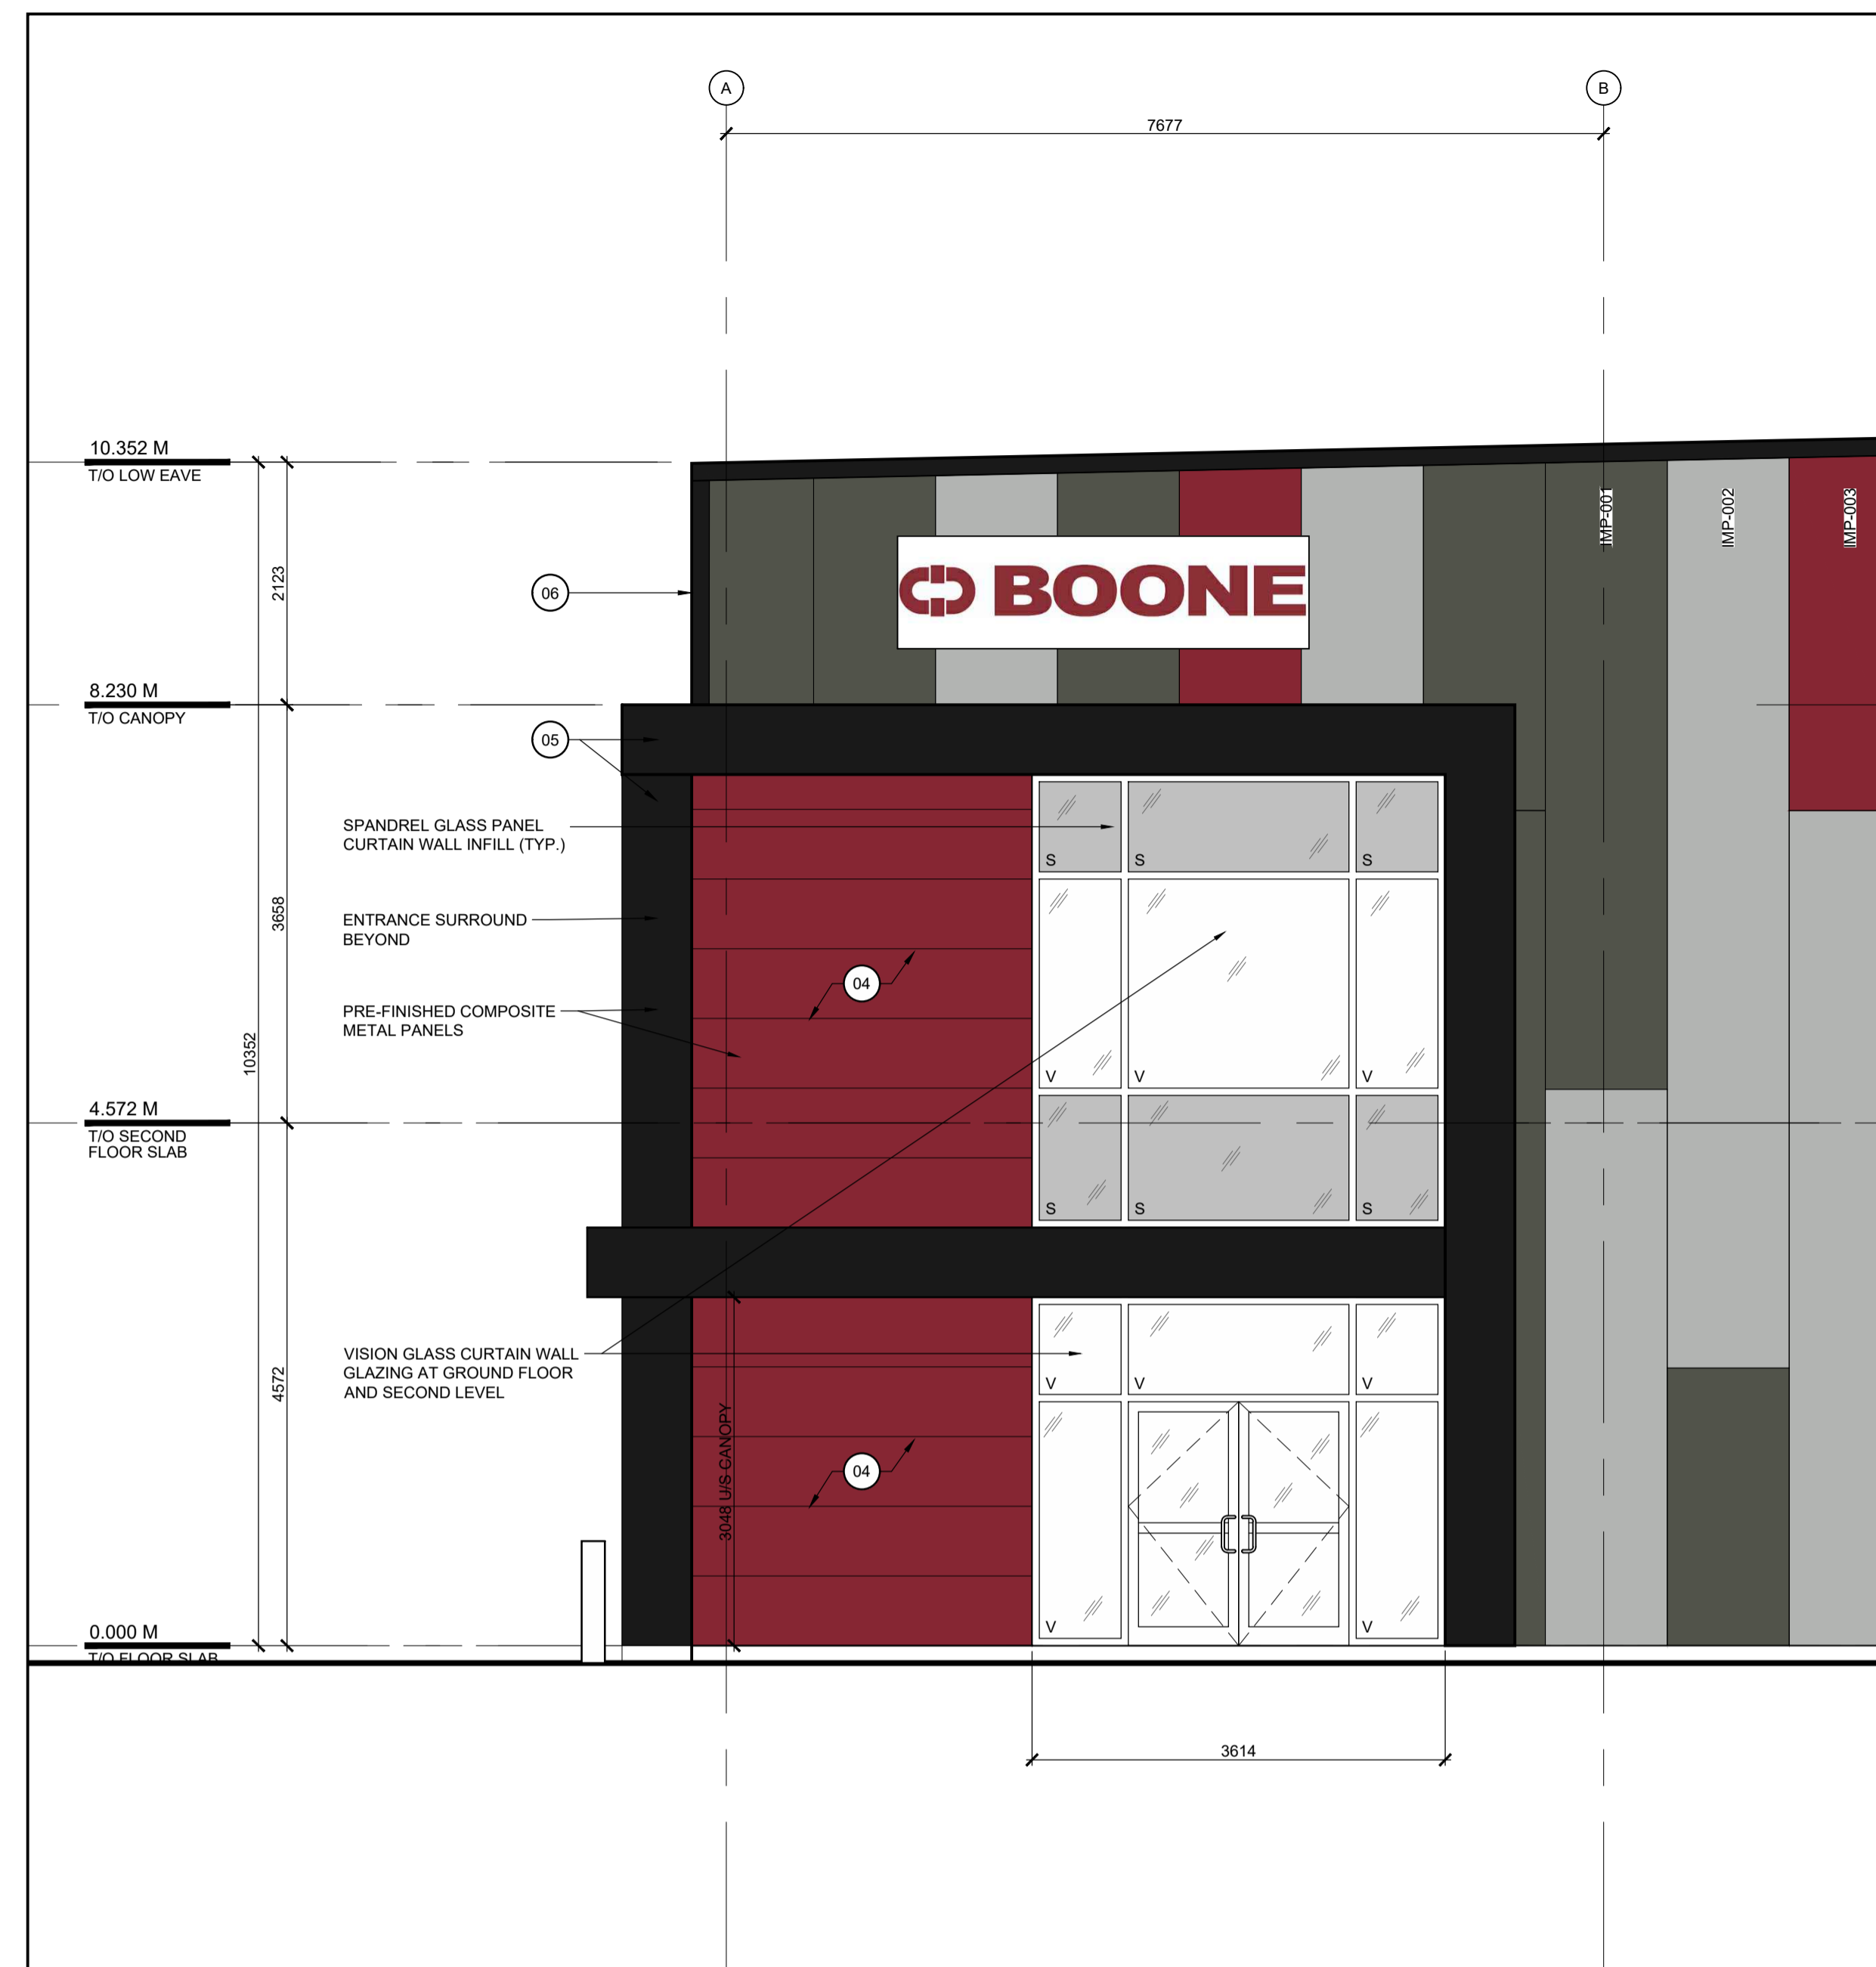 A
B
7677
10.352 M
T/O LOW EAVE
IMP-001
IMP-002
IMP-003
2123
06
BOONE
8.230 M
T/O CANOPY
05
SPANDREL GLASS PANEL
CURTAIN WALL INFILL (TYP.)
S
S
S
3658
ENTRANCE SURROUND
BEYOND
04
PRE-FINISHED COMPOSITE
METAL PANELS
10352
V
V
V
4.572 M
T/O SECOND
FLOOR SLAB
S
S
S
VISION GLASS CURTAIN WALL
GLAZING AT GROUND FLOOR
AND SECOND LEVEL
4572
V
V
V
3048 U/S CANOPY
04
V
V
0.000 M
T/O FLOOR SLAB
3614